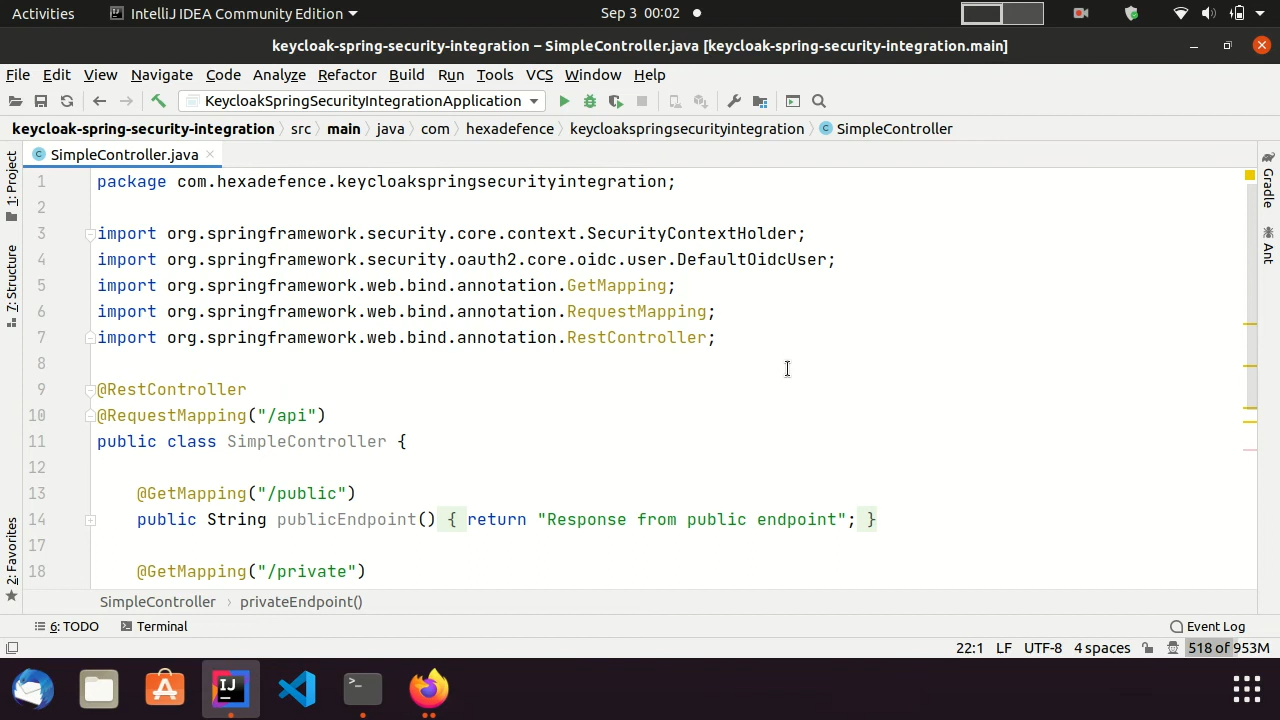 Activities IntelliJ IDEA Community Edition Sep 3 00:02
keycloak-spring-security-integration – SimpleController.java [keycloak-spring-security-integration.main]
File Edit View Navigate Code Analyze Refactor Build Run Tools VCS Window Help
KeycloakSpringSecurityIntegrationApplication
keycloak-spring-security-integration src main java com hexadefence keycloakspringsecurityintegration C SimpleController
C SimpleController.java
1: Project
7: Structure
2: Favorites
Gradle
Ant
1 package com.hexadefence.keycloakspringsecurityintegration;
2
3 import org.springframework.security.core.context.SecurityContextHolder;
4 import org.springframework.security.oauth2.core.oidc.user.DefaultOidcUser;
5 import org.springframework.web.bind.annotation.GetMapping;
6 import org.springframework.web.bind.annotation.RequestMapping;
7 import org.springframework.web.bind.annotation.RestController;
8
9 @RestController
10 @RequestMapping("/api")
11 public class SimpleController {
12
13 @GetMapping("/public")
14 public String publicEndpoint() { return "Response from public endpoint"; }
17
18 @GetMapping("/private")
SimpleController › privateEndpoint()
6: TODO Terminal Event Log
22:1 LF UTF-8 4 spaces 518 of 953M
IJ